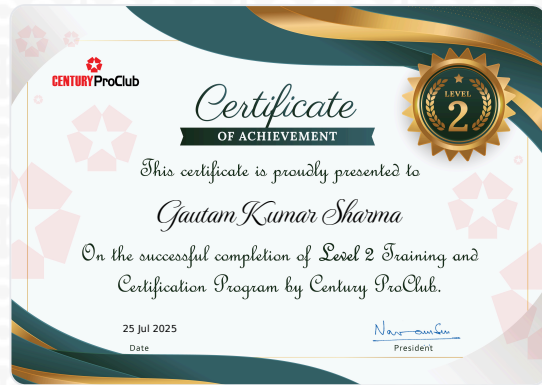 CENTURY ProClub
LEVEL
2
Certificate
OF ACHIEVEMENT
This certificate is proudly presented to
Gautam Kumar Sharma
On the successful completion of Level 2 Training and
Certification Program by Century ProClub.
25 Jul 2025
Date
President